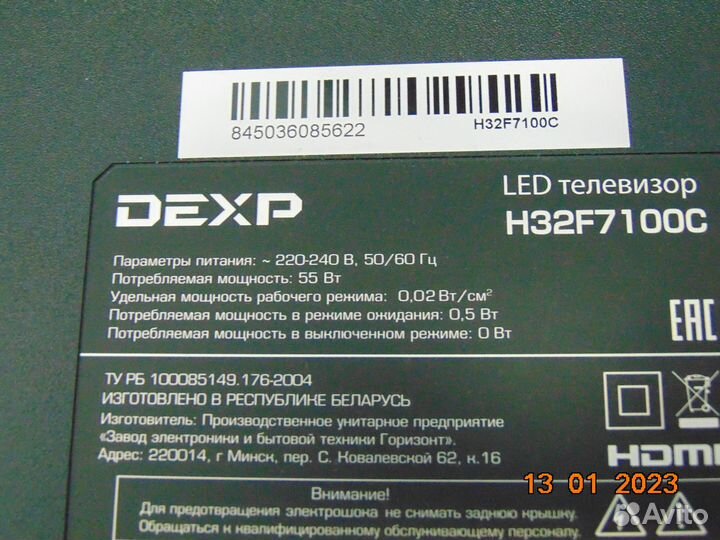 845036085622
H32F7100C
DEXP
LED телевизор
H32F7100C
Параметры питания: ~ 220-240 В, 50/60 Гц
Потребляемая мощность: 55 Вт
Удельная мощность рабочего режима: 0,02 Вт/см²
Потребляемая мощность в режиме ожидания: 0,5 Вт
Потребляемая мощность в выключенном режиме: 0 Вт
EAC
ТУ РБ 100085149.176-2004
ИЗГОТОВЛЕНО В РЕСПУБЛИКЕ БЕЛАРУСЬ
Изготовитель: Производственное унитарное предприятие
«Завод электроники и бытовой техники Горизонт».
Адрес: 220014, г Минск, пер. С. Ковалевской 62, к.16
HDMI
Внимание!
Для предотвращения электрошока не снимать заднюю крышку.
Обращаться к квалифицированному обслуживающему персоналу.
13 01 2023
Avito